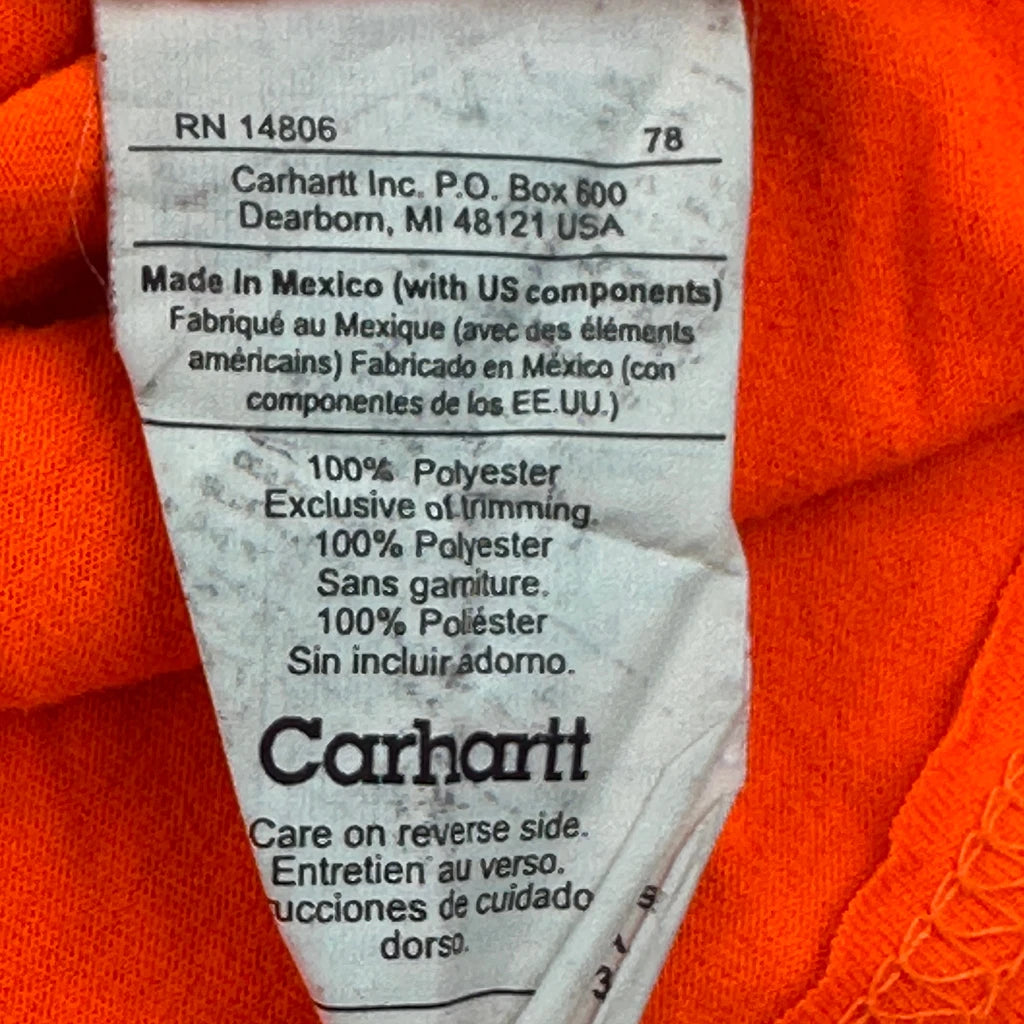 RN 14806 78
Carhartt Inc. P.O. Box 600
Dearborn, MI 48121 USA
Made In Mexico (with US components)
Fabriqué au Mexique (avec des éléments
américains) Fabricado en México (con
componentes de los EE.UU.)
100% Polyester
Exclusive of trimming.
100% Polyester
Sans garniture.
100% Poliéster
Sin incluir adorno.
Carhartt
Care on reverse side.
Entretien au verso.
ucciones de cuidado
dorso.